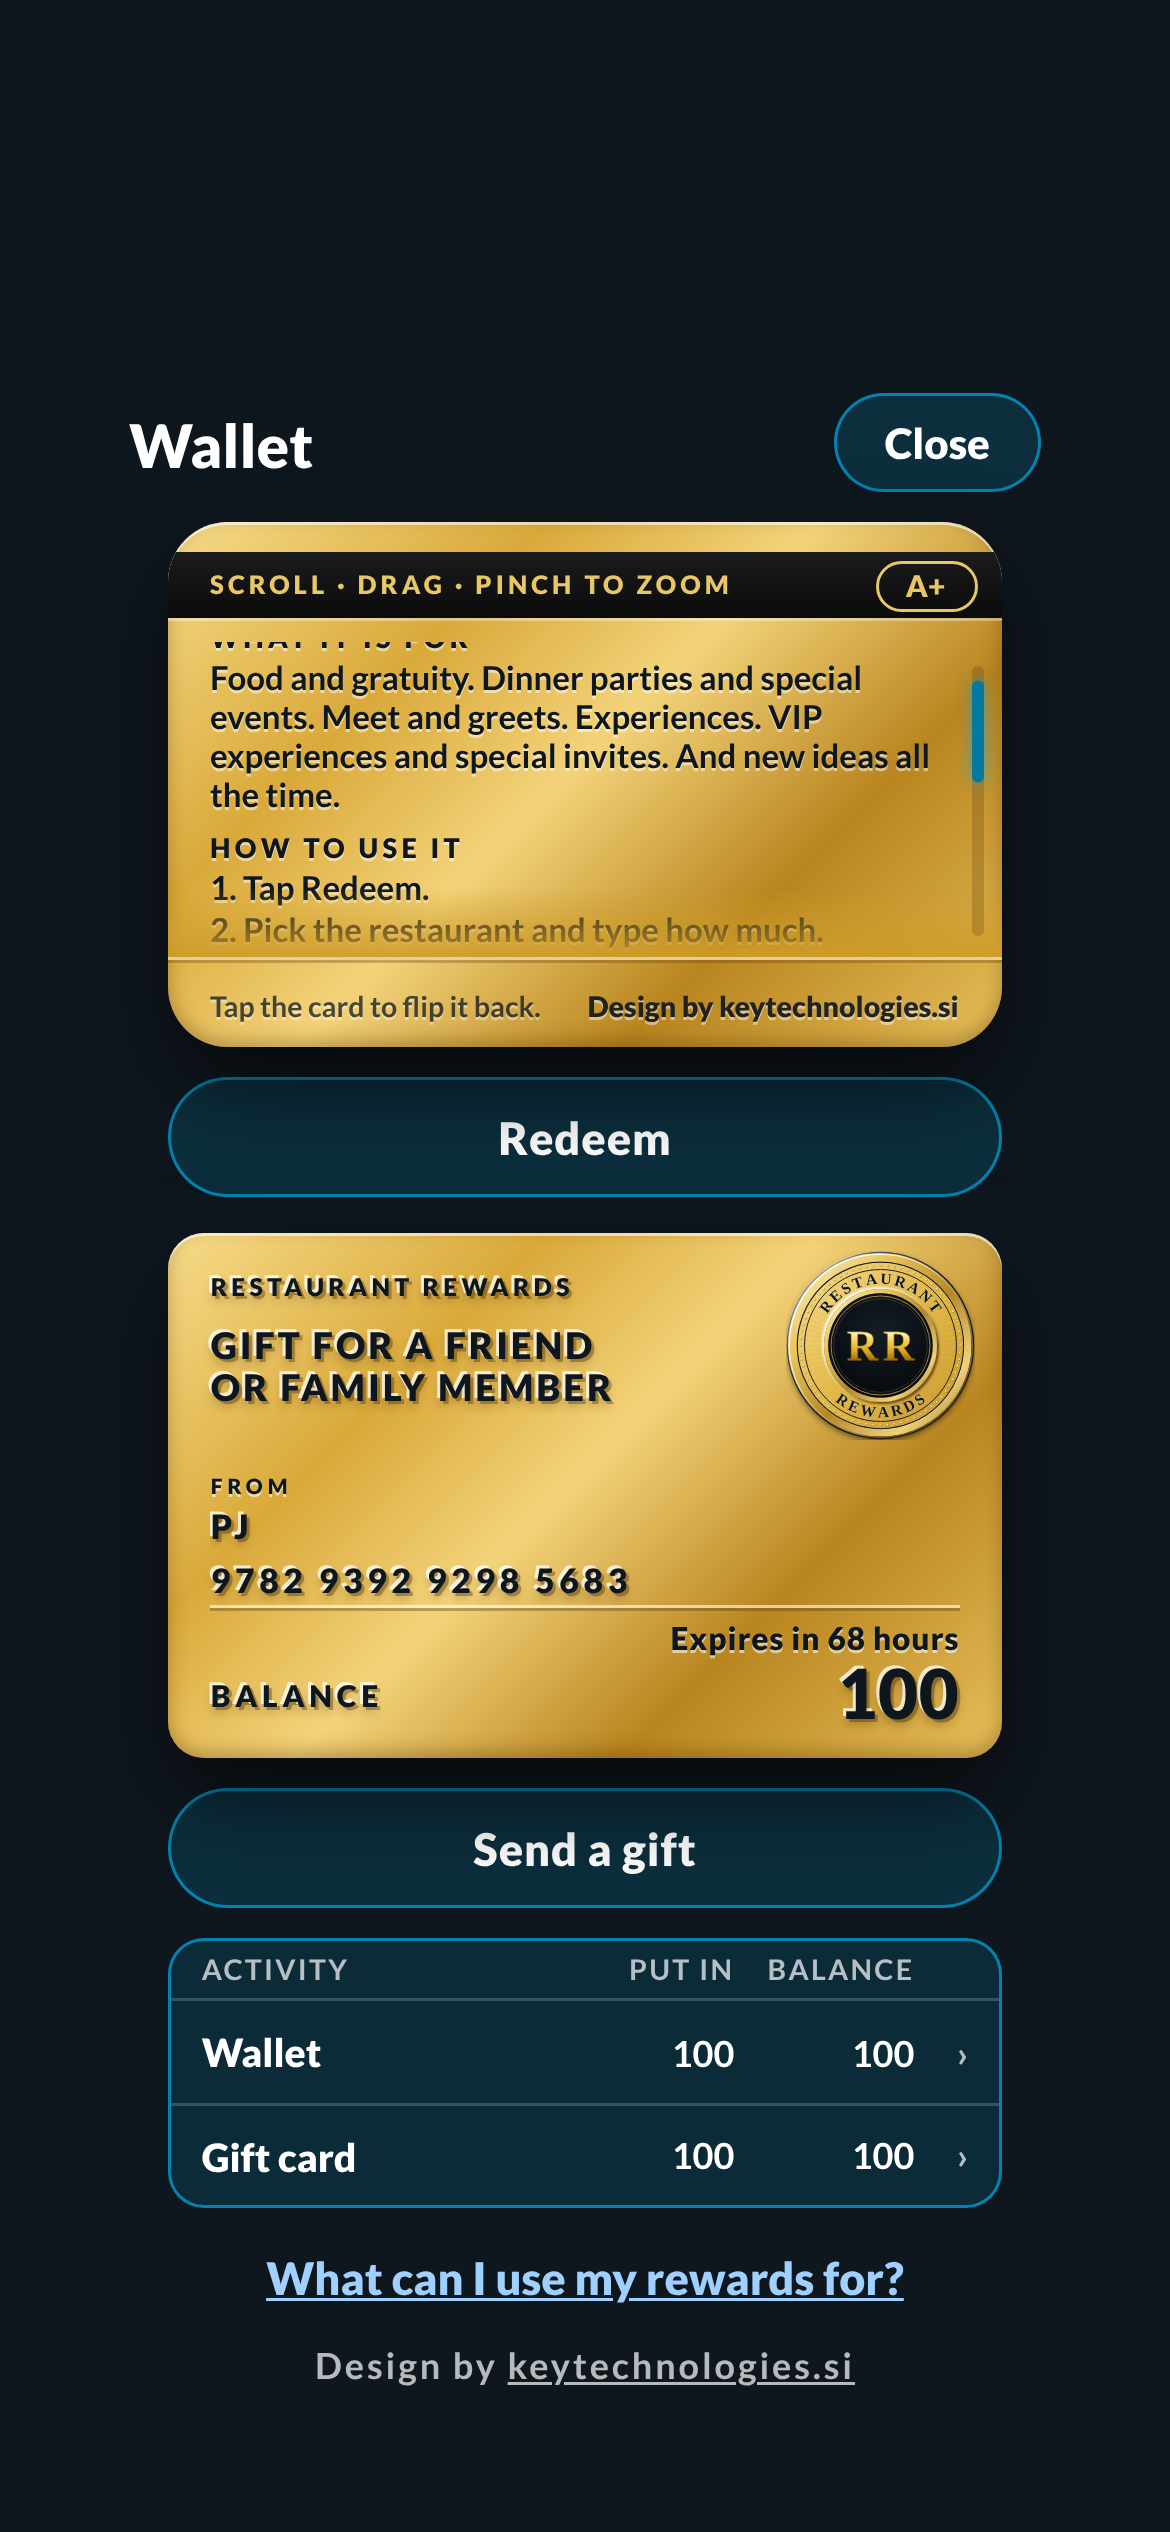 Wallet
Close
SCROLL · DRAG · PINCH TO ZOOM
A+
WHAT IT IS FOR
Food and gratuity. Dinner parties and special
events. Meet and greets. Experiences. VIP
experiences and special invites. And new ideas all
the time.
HOW TO USE IT
1. Tap Redeem.
2. Pick the restaurant and type how much.
Tap the card to flip it back.
Design by keytechnologies.si
Redeem
RESTAURANT REWARDS
GIFT FOR A FRIEND
OR FAMILY MEMBER
RESTAURANT
RR
REWARDS
FROM
PJ
9782 9392 9298 5683
Expires in 68 hours
BALANCE
100
Send a gift
ACTIVITY PUT IN BALANCE
Wallet 100 100 ›
Gift card 100 100 ›
What can I use my rewards for?
Design by keytechnologies.si